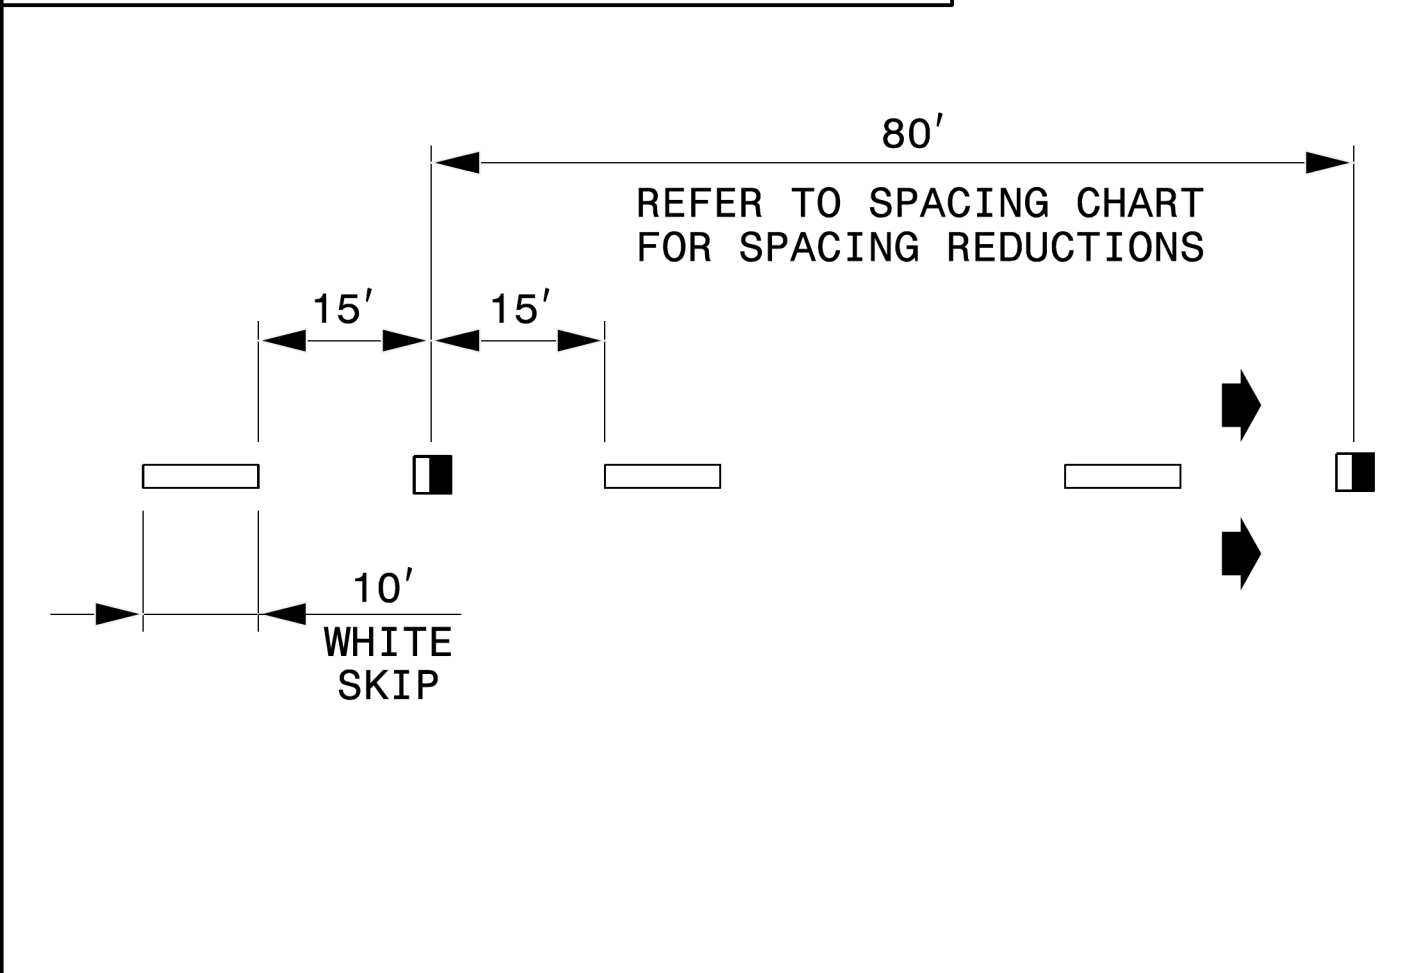 80'
REFER TO SPACING CHART
FOR SPACING REDUCTIONS
15' 15'
10'
WHITE
SKIP